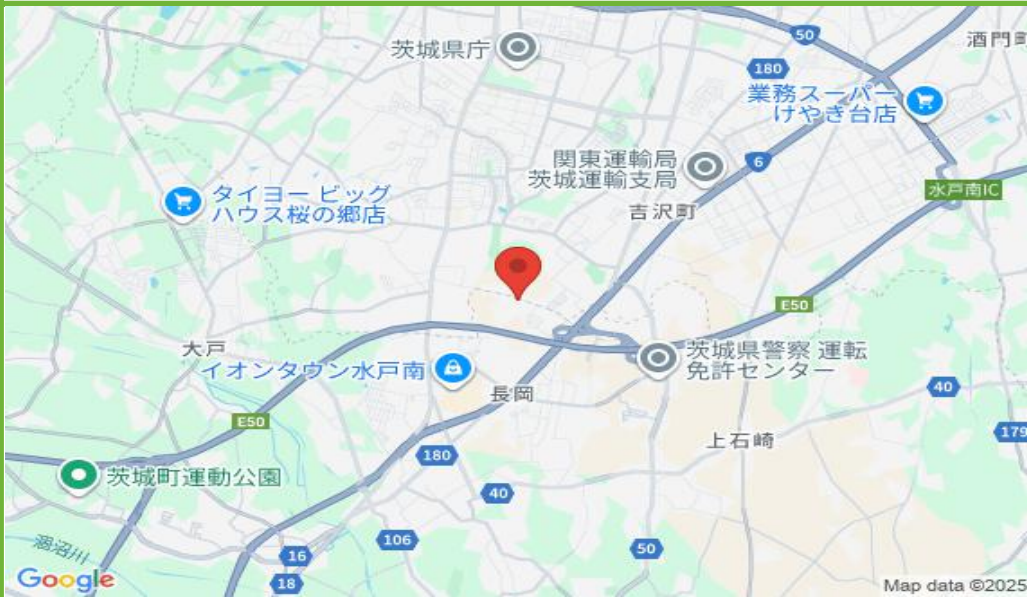 50
酒門町
茨城県庁
180
業務スーパー
けやき台店
関東運輸局
茨城運輸支局
6
水戸南IC
タイヨー ビッグ
ハウス桜の郷店
吉沢町
E50
大戸
イオンタウン水戸南
茨城県警察 運転
免許センター
長岡
40
E50
上石崎
179
180
茨城町運動公園
40
106
50
涸沼川
16
18
Google
Map data ©2025